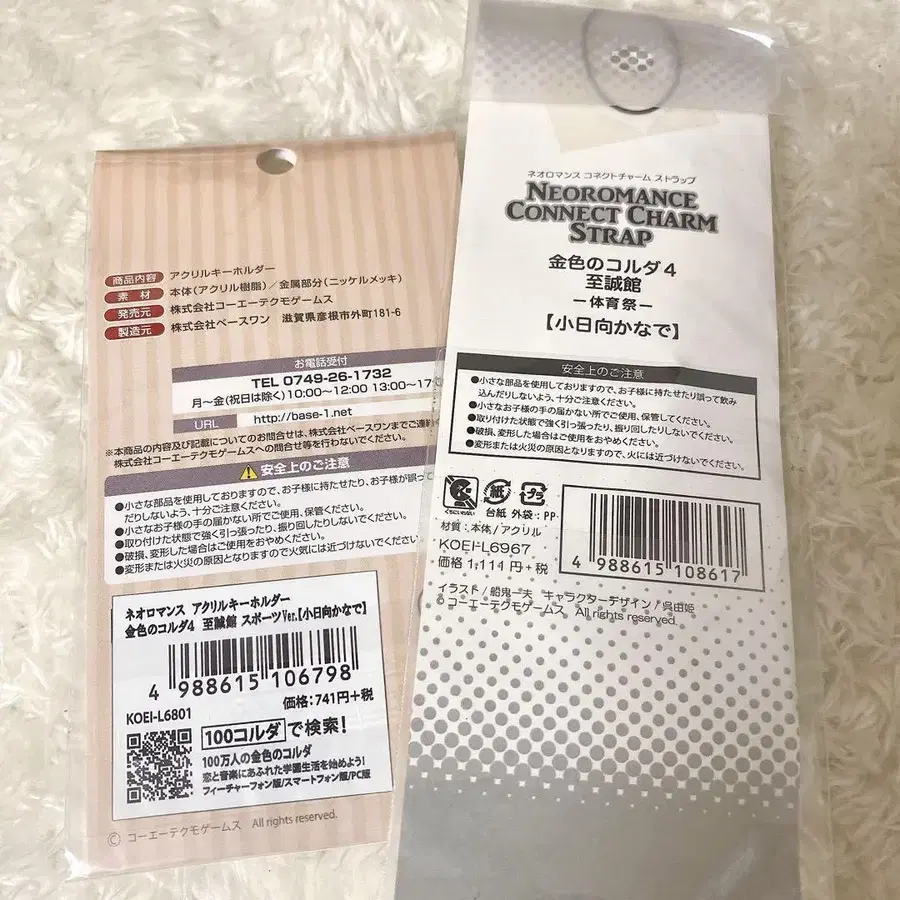 商品内容 アクリルキーホルダー
素材 本体(アクリル樹脂)/金属部分(ニッケルメッキ)
発売元 株式会社コーエーテクモゲームス
製造元 株式会社ベースワン 滋賀県彦根市外町181-6
お電話受付
TEL 0749-26-1732
月~金(祝日は除く)10:00~12:00 13:00~17:0
URL http://base-1.net
※本商品の内容及び記載についてのお問合せは、株式会社ベースワンまでご連絡
株式会社コーエーテクモゲームスへの問合せ等を行わないでください。
安全上のご注意
●小さな部品を使用しておりますので、お子様に持たせたり、お子様が誤って
だりしないよう、十分ご注意ください。
●小さなお子様の手の届かない所でご使用、保管してください。
●取り付けた状態で強く引っ張ったり、振り回したりしないでください。
●破損、変形した場合はご使用をおやめください。
●変形または火災の原因となりますので火気には近づけないでください。
ネオロマンス アクリルキーホルダー
金色のコルダ4 至誠館 スポーツVer.【小日向かなで】
4 988615 106798
価格:741円+税
KOEI-L6801
100コルダ で検索!
100万人の金色のコルダ
恋と音楽にあふれた学園生活を始めよう!
フィーチャーフォン版/スマートフォン版/PC版
© コーエーテクモゲームス All rights reserved.
ネオロマンス コネクトチャーム ストラップ
NEOROMANCE
CONNECT CHARM
STRAP
金色のコルダ4
至誠館
ー体育祭ー
【小日向かなで】
安全上のご注意
●小さな部品を使用しておりますので、お子様に持たせたり誤って飲み
込んだりしないよう、十分ご注意ください。
●小さなお子様の手の届かない所でご使用、保管してください。
●取り付けた状態で強く引っ張ったり、振り回したりしないでください。
●破損、変形した場合はご使用をおやめください。
●変形または火災の原因となりますので、火には近づけないでください。
くちにいれない
紙
プラ
台紙 外袋:PP
材質:本体/アクリル
KOEI-L6967
価格 1,114 円+税
4 988615 108617
イラスト/船鬼一夫 キャラクターデザイン/呉由姫
© コーエーテクモゲームス All rights reserved.